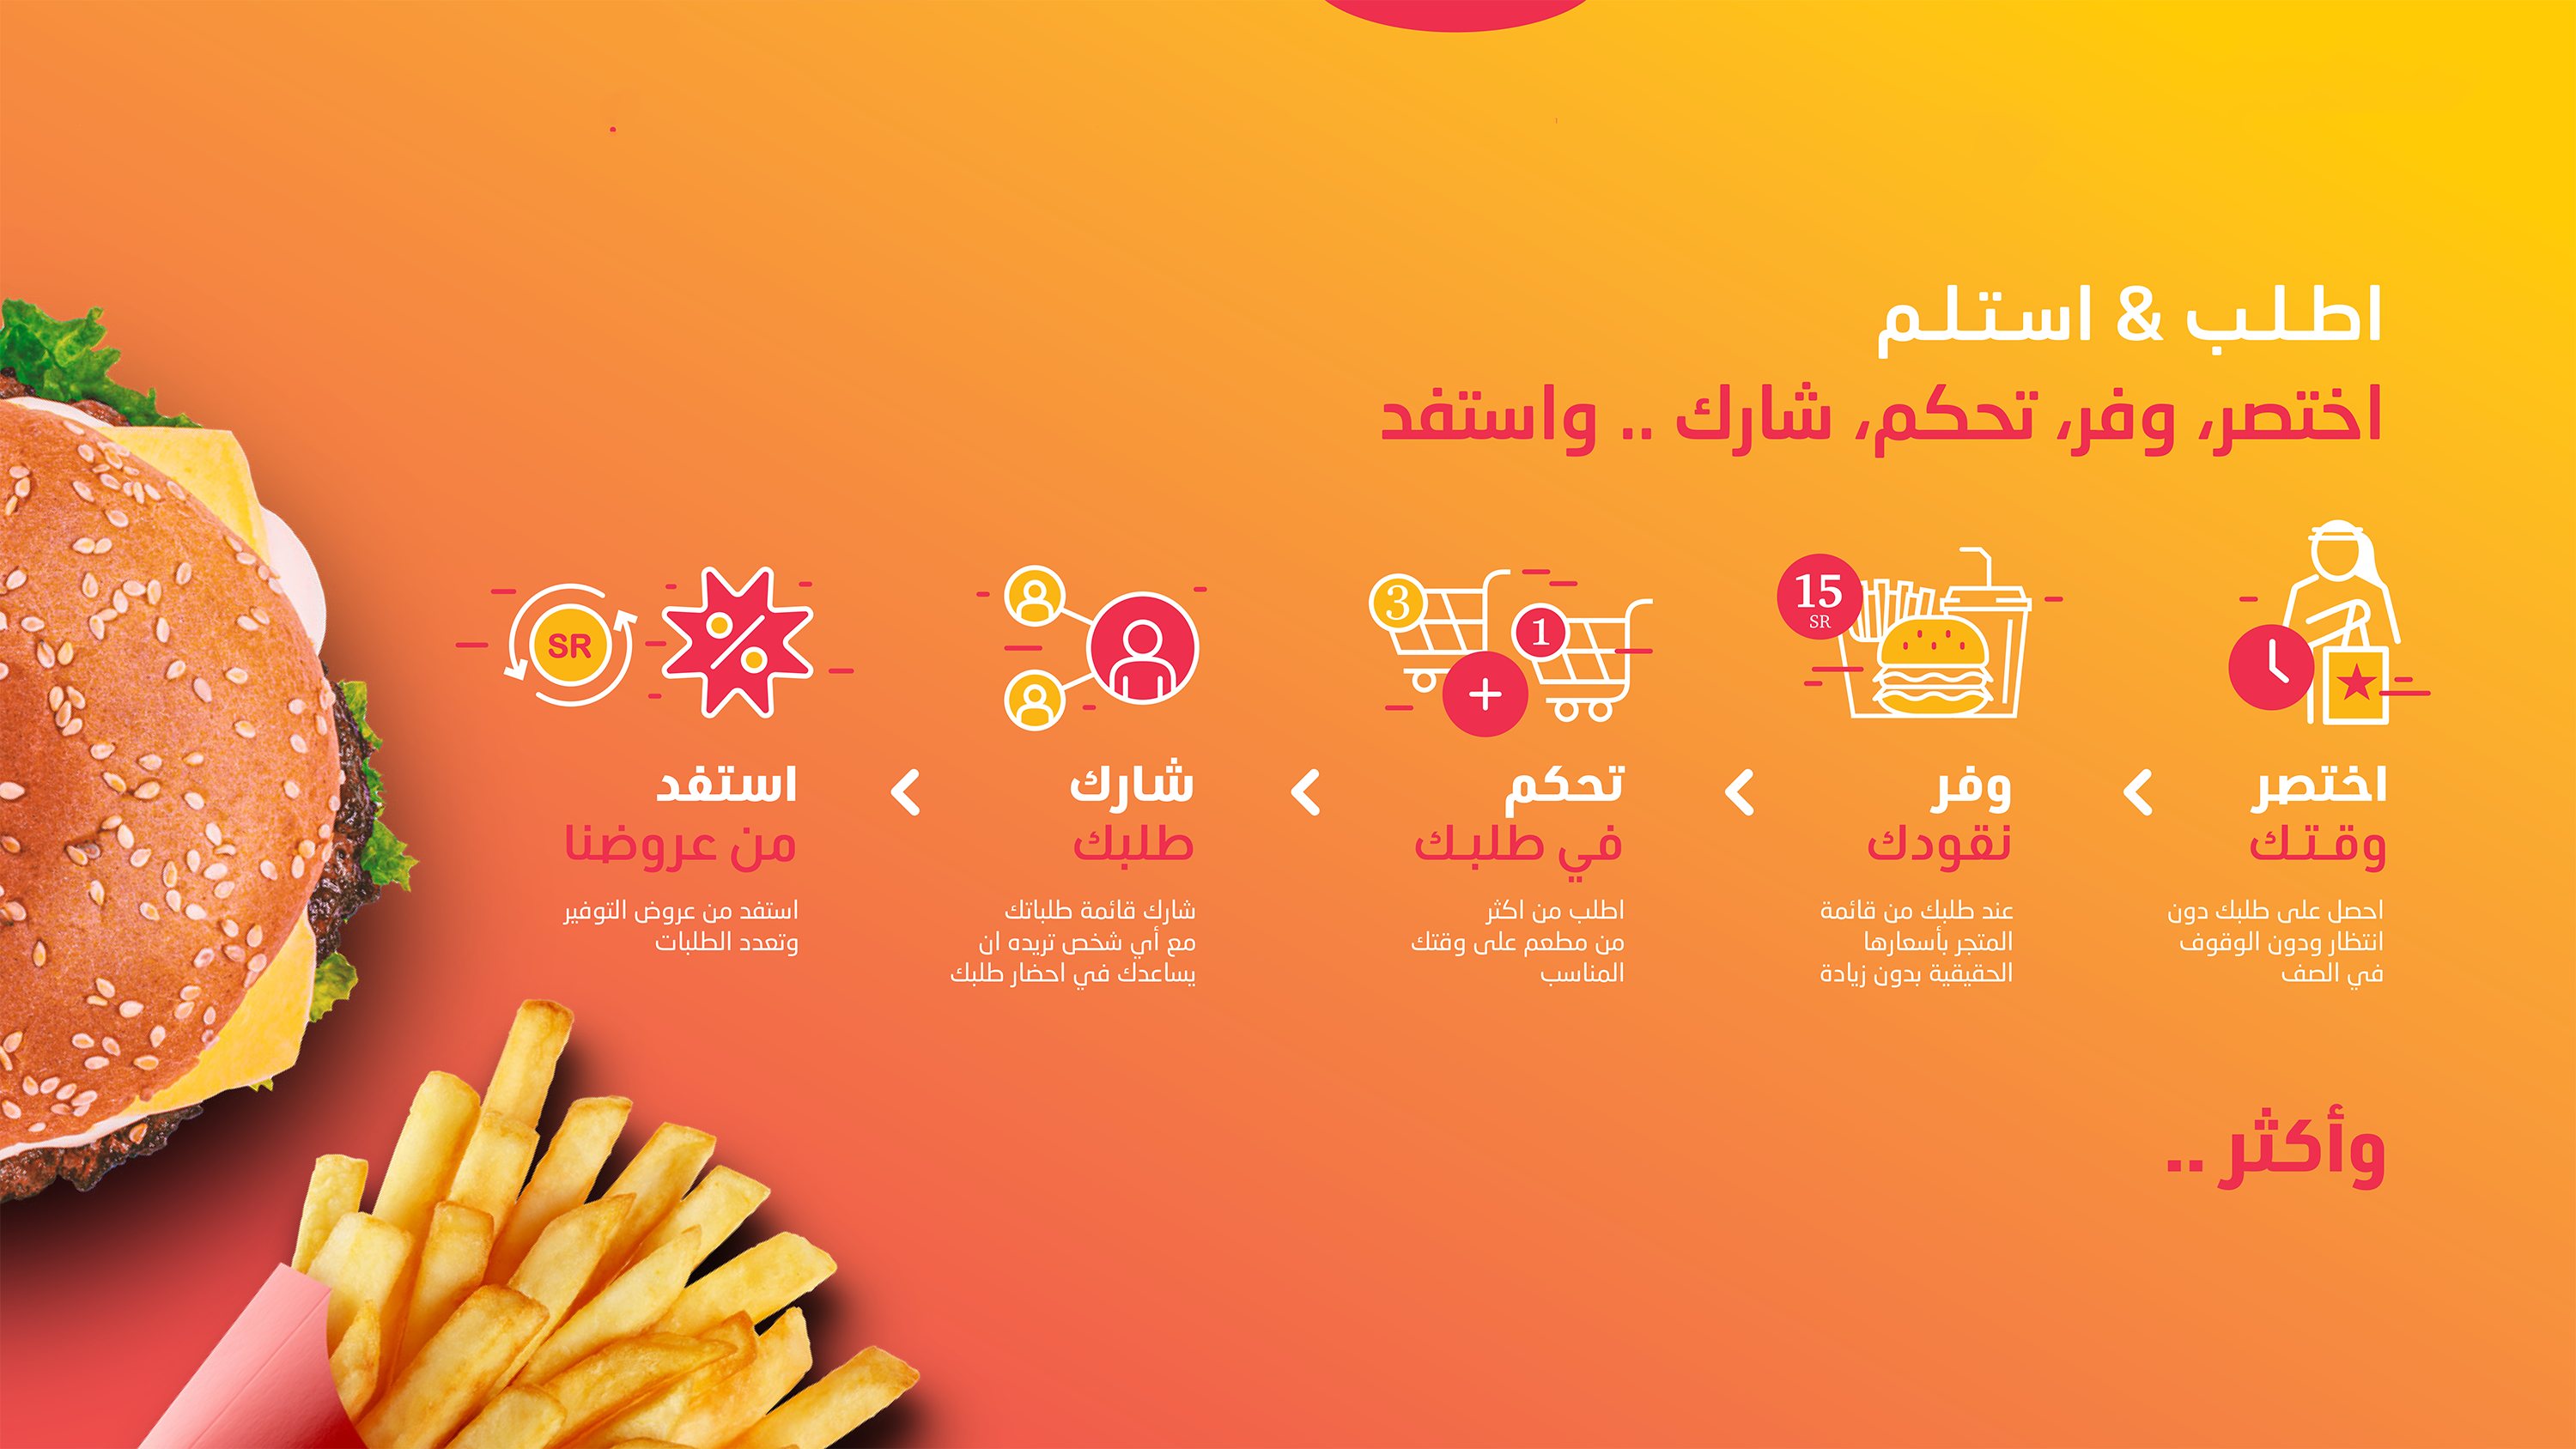 اطلب & استلم
اختصر، وفر، تحكم، شارك .. واستفد
اختصر
وقتك
احصل على طلبك دون
انتظار ودون الوقوف
في الصف
15
SR
وفر
نقودك
عند طلبك من قائمة
المتجر بأسعارها
الحقيقية بدون زيادة
1
3
+
تحكم
في طلبك
اطلب من اكثر
من مطعم على وقتك
المناسب
شارك
طلبك
شارك قائمة طلباتك
مع أي شخص تريده ان
يساعدك في احضار طلبك
%
SR
استفد
من عروضنا
استفد من عروض التوفير
وتعدد الطلبات
وأكثر ..